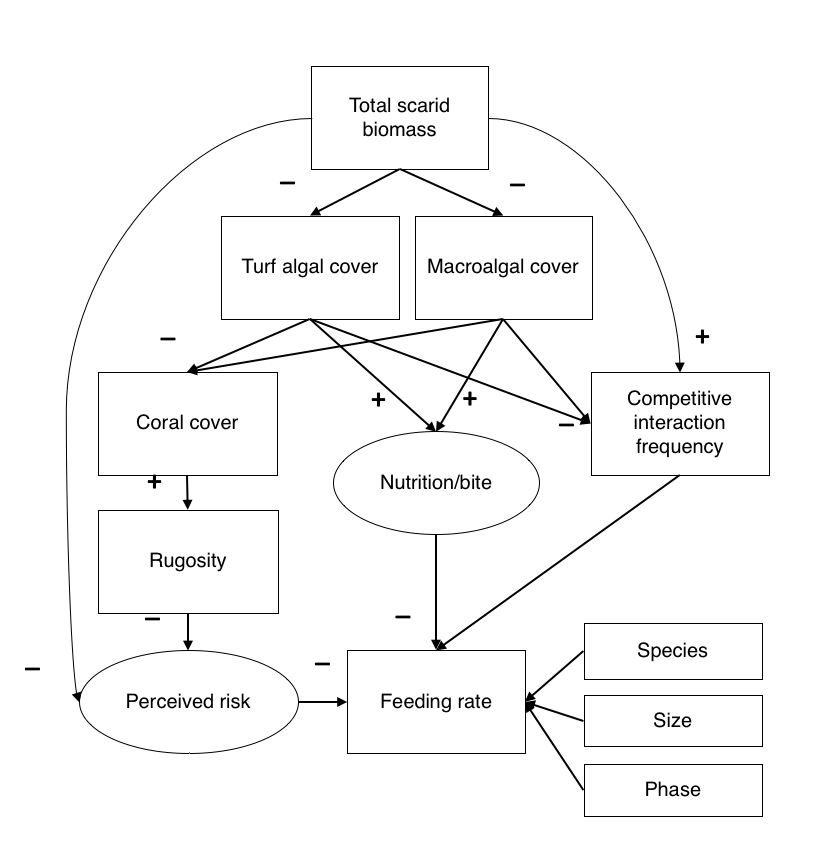 Total scarid
biomass
−
−
Turf algal cover
Macroalgal cover
−
+
Coral cover
+
+
−
Competitive
interaction
frequency
+
Nutrition/bite
Rugosity
−
−
−
−
Perceived risk
Feeding rate
Species
Size
Phase